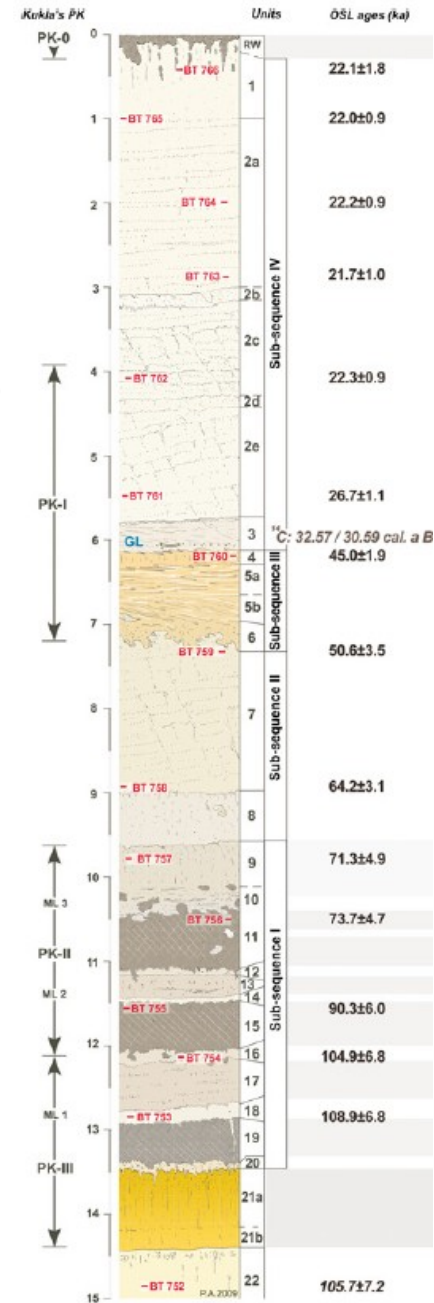 Kukla's PK Units OSL ages (ka)
0
PK-0 RW
BT 766 22.1±1.8
1
1 BT 765 22.0±0.9
2a
2 BT 764 22.2±0.9
BT 763 21.7±1.0
3 2b
Sub-sequence IV
2c
4 BT 762 22.3±0.9
2d
2e
5
BT 761 26.7±1.1
PK-I
3 14C: 32.57 / 30.59 cal. a B
6 GL
BT 760 4 45.0±1.9
5a
Sub-sequence III
5b
7 6
BT 759 50.6±3.5
7
8 Sub-sequence II
BT 758 64.2±3.1
9
8
BT 757 9 71.3±4.9
10
ML 3 10
BT 756 73.7±4.7
11
PK-II
11 12
13
ML 2 14
BT 755 90.3±6.0
15
Sub-sequence I
12 16
BT 754 104.9±6.8
17
ML 1 18
BT 753 108.9±6.8
13 19
PK-III 20
21a
14
21b
22
BT 752 105.7±7.2
15 P.A.2009